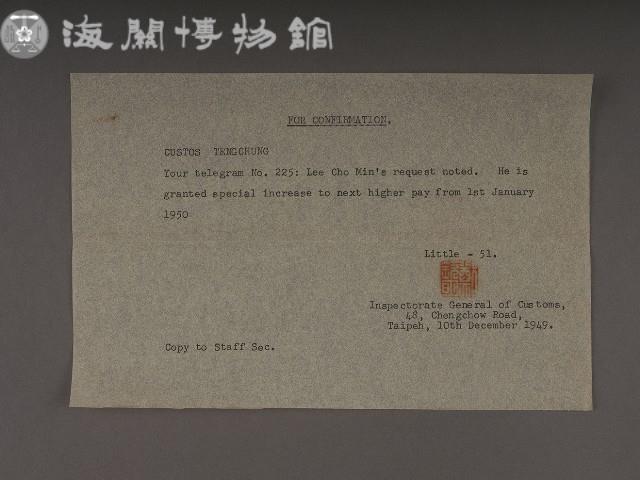 海關博物館
FOR CONFIRMATION.
CUSTOS TENGCHUNG
Your telegram No. 225: Lee Cho Min's request noted. He is
granted special increase to next higher pay from 1st January
1950
Little - 51.
Inspectorate General of Customs,
48, Chengchow Road,
Taipeh, 10th December 1949.
Copy to Staff Sec.